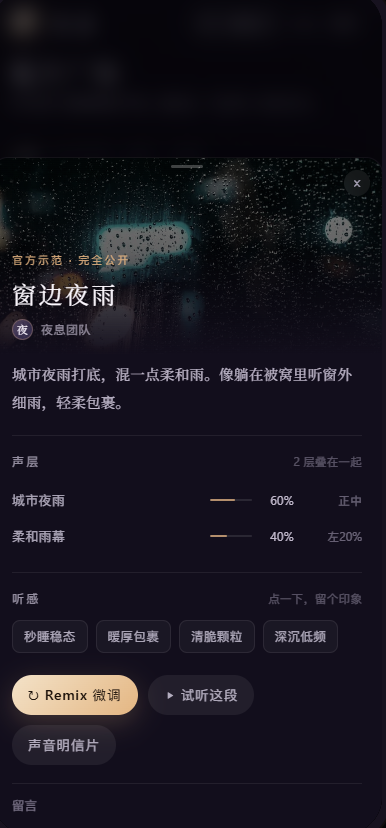 ×
官方示范 · 完全公开
窗边夜雨
夜 夜息团队
城市夜雨打底，混一点柔和雨。像躺在被窝里听窗外
细雨，轻柔包裹。
声层 2 层叠在一起
城市夜雨 60% 正中
柔和雨幕 40% 左20%
听感 点一下，留个印象
秒睡稳态 暖厚包裹 清脆颗粒 深沉低频
↻ Remix 微调 ▶ 试听这段
声音明信片
留言